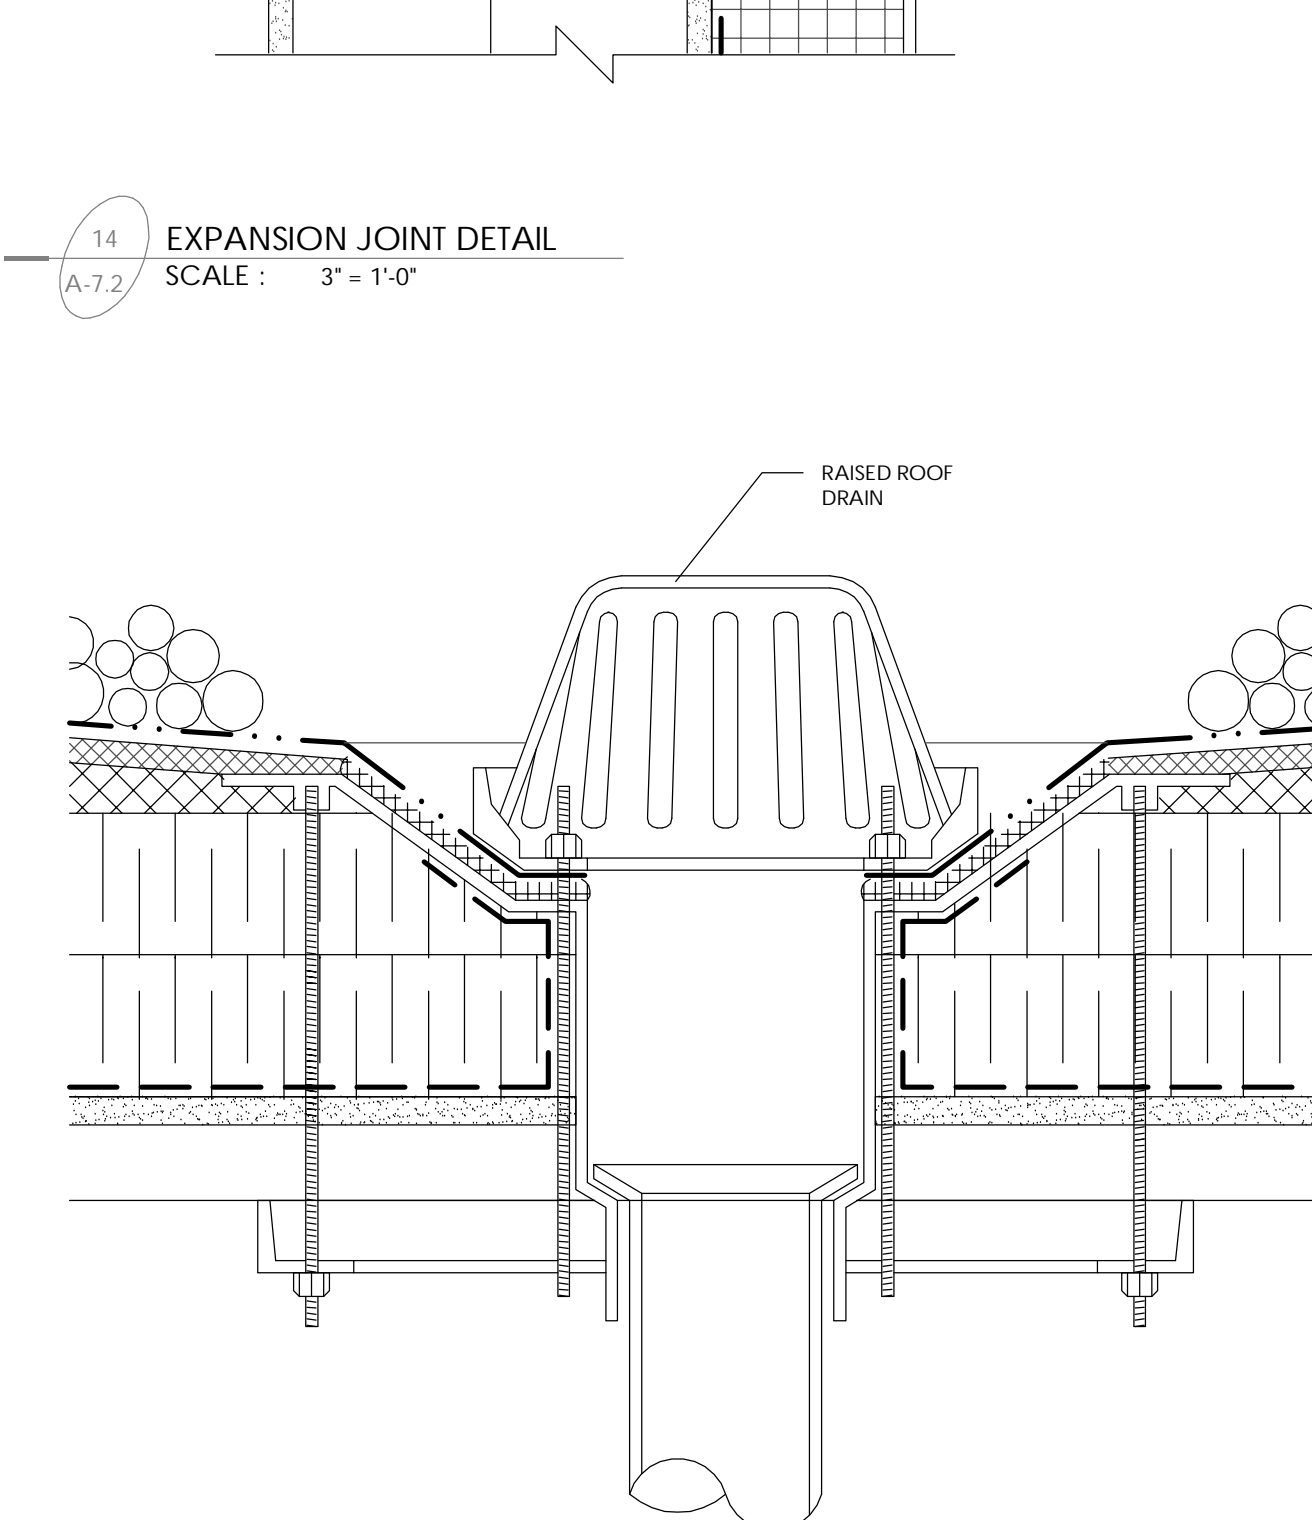 14
EXPANSION JOINT DETAIL
A-7.2
SCALE : 3" = 1'-0"
RAISED ROOF
DRAIN